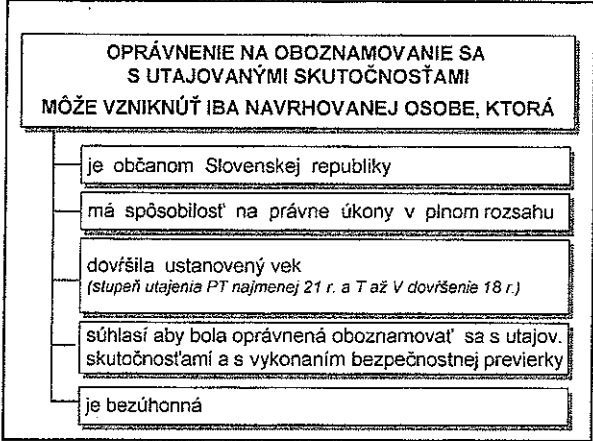 OPRÁVNENIE NA OBOZNAMOVANIE SA
S UTAJOVANÝMI SKUTOČNOSŤAMI
MÔŽE VZNIKNÚŤ IBA NAVRHOVANEJ OSOBE, KTORÁ
je občanom Slovenskej republiky
má spôsobilosť na právne úkony v plnom rozsahu
dovŕšila ustanovený vek
(stupeň utajenia PT najmenej 21 r. a T až V dovŕšenie 18 r.)
súhlasí aby bola oprávnená oboznamovať sa s utajov.
skutočnosťami a s vykonaním bezpečnostnej previerky
je bezúhonná